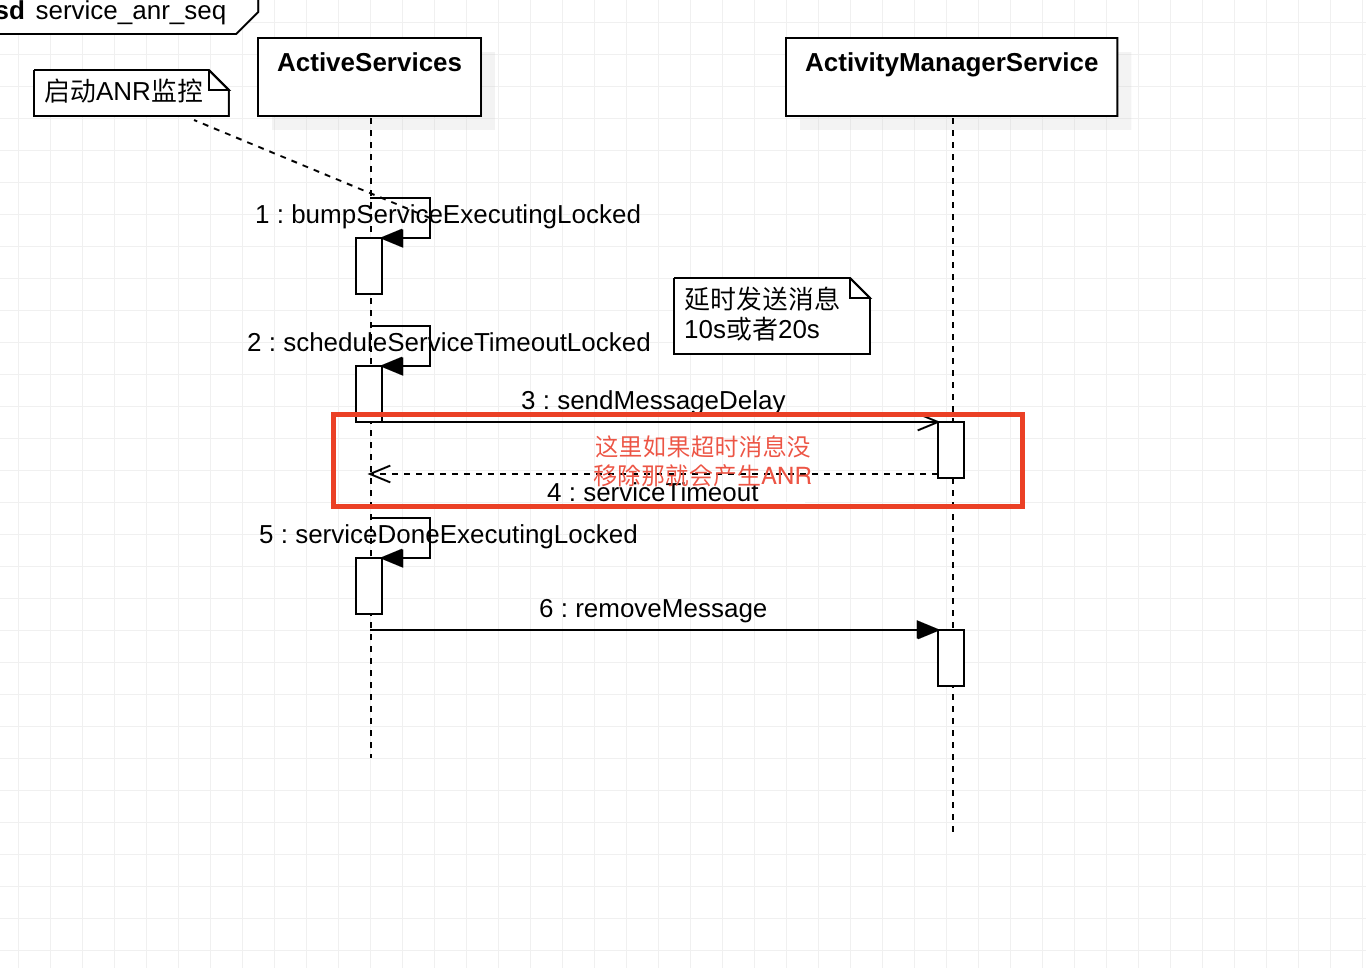 sd service_anr_seq
ActiveServices
ActivityManagerService
启动ANR监控
1 : bumpServiceExecutingLocked
延时发送消息
10s或者20s
2 : scheduleServiceTimeoutLocked
3 : sendMessageDelay
这里如果超时消息没
移除那就会产生ANR
4 : serviceTimeout
5 : serviceDoneExecutingLocked
6 : removeMessage